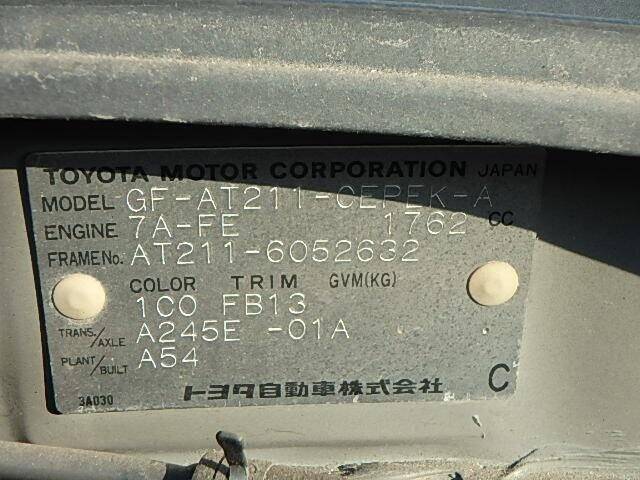 TOYOTA MOTOR CORPORATION JAPAN
MODEL GF-AT211-CEPEK-A
ENGINE 7A-FE 1762 CC
FRAME No. AT211-6052632
COLOR TRIM GVM(KG)
1C0 FB13
TRANS./AXLE A245E -01A
PLANT/BUILT A54
3A030 トヨタ自動車株式会社 C